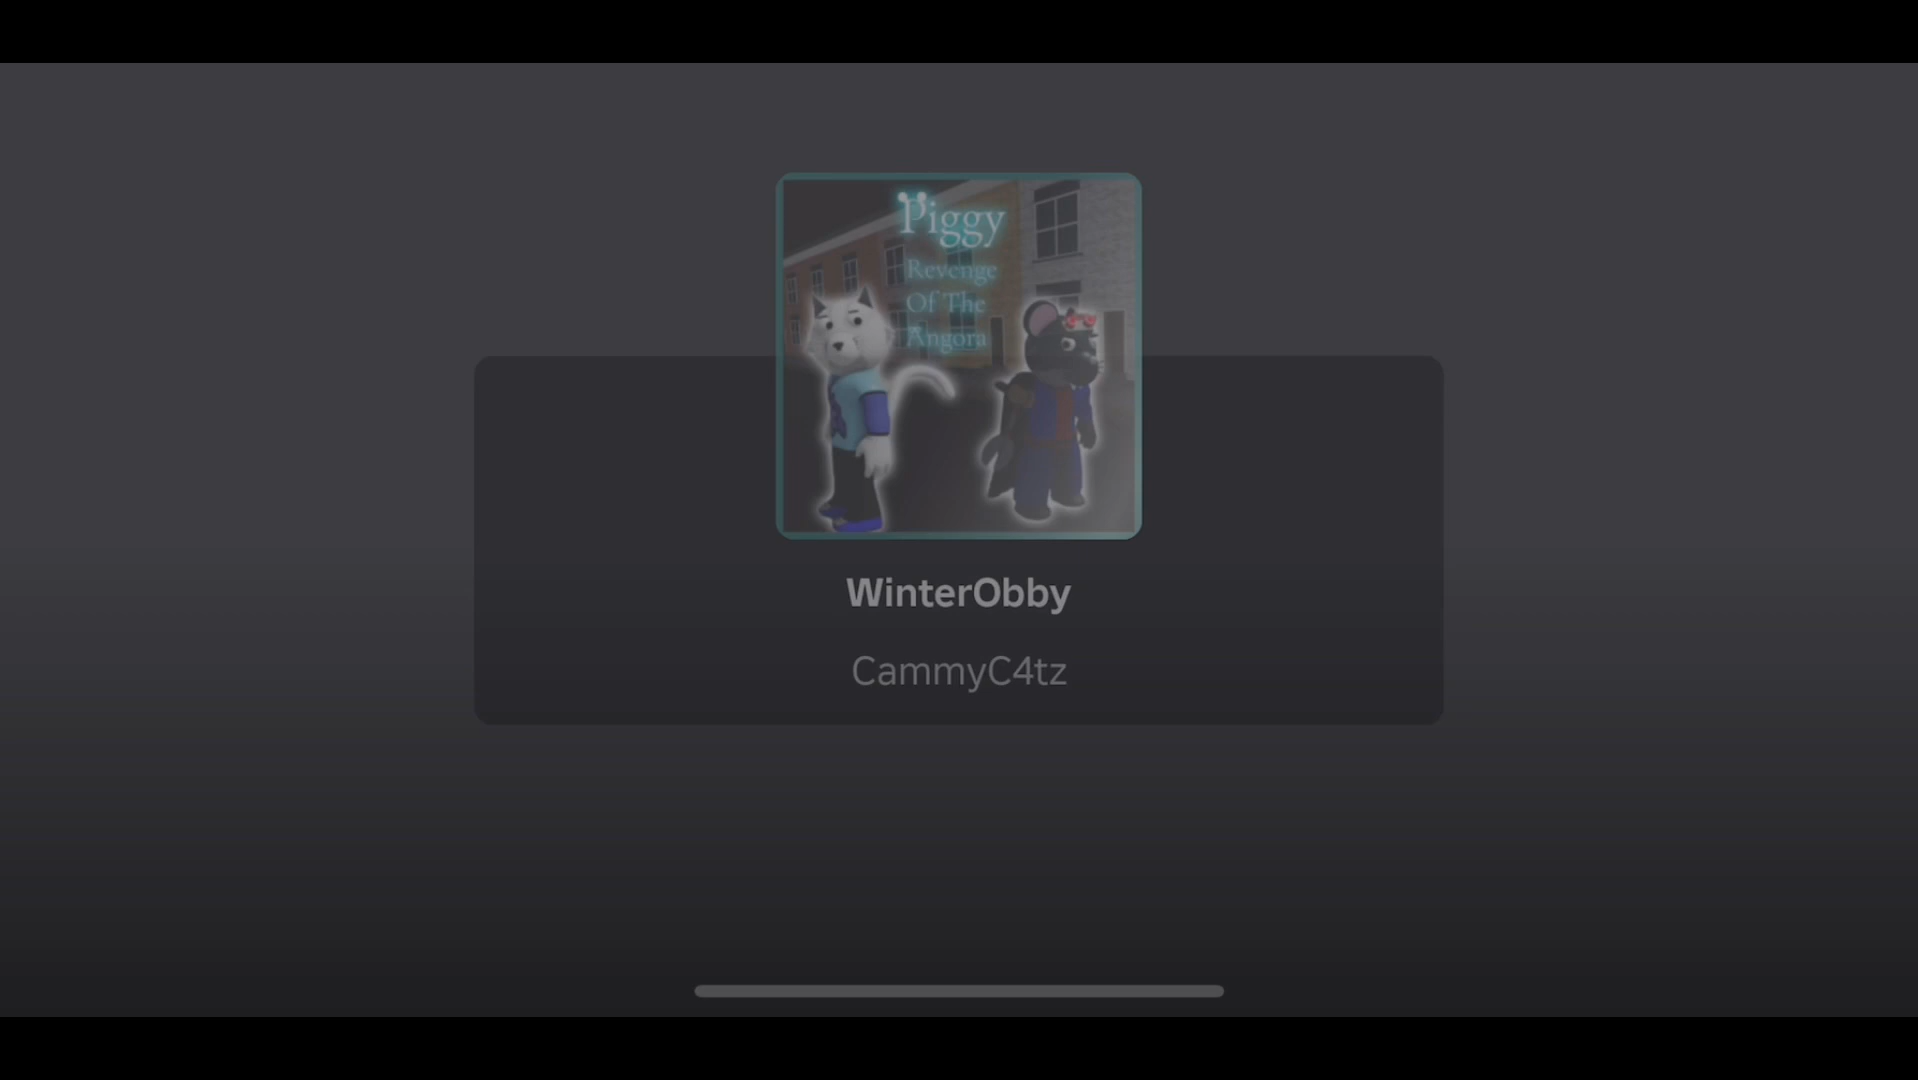 Piggy
Revenge
Of The
Angora
WinterObby
CammyC4tz